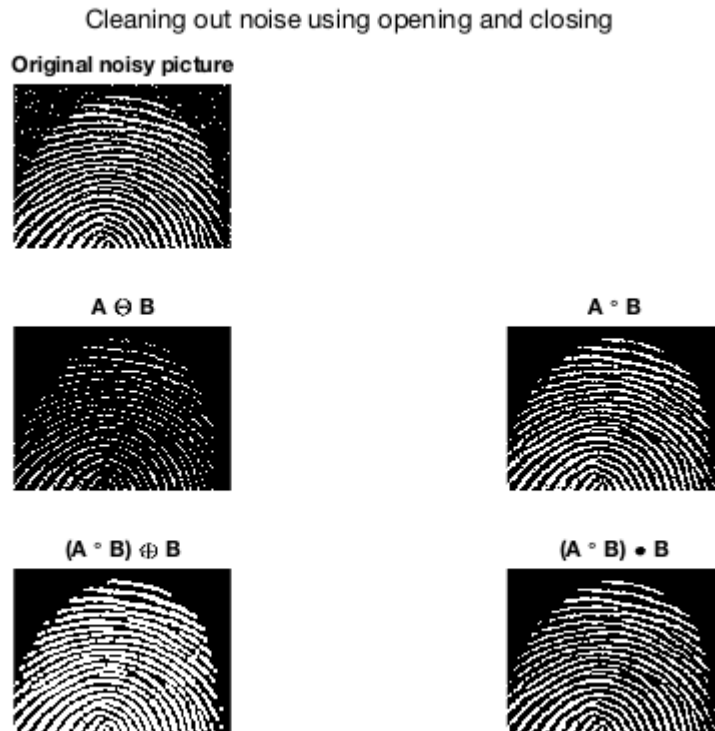 Cleaning out noise using opening and closing
Original noisy picture
A ⊖ B
A ∘ B
(A ∘ B) ⊕ B
(A ∘ B) • B